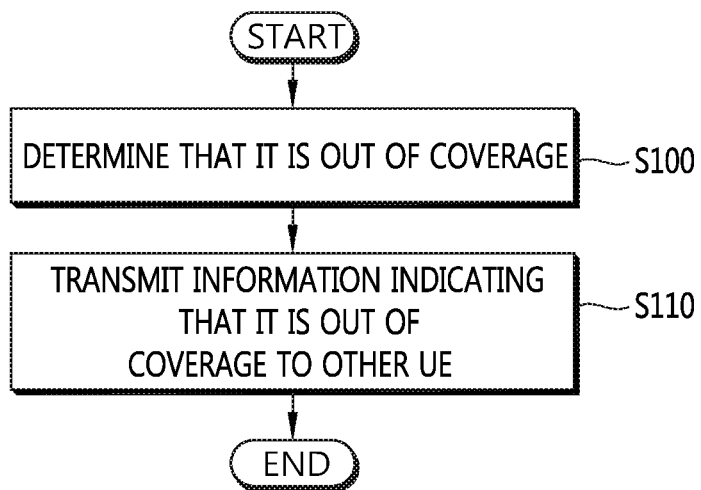 START
DETERMINE THAT IT IS OUT OF COVERAGE
S100
TRANSMIT INFORMATION INDICATING
THAT IT IS OUT OF
COVERAGE TO OTHER UE
S110
END